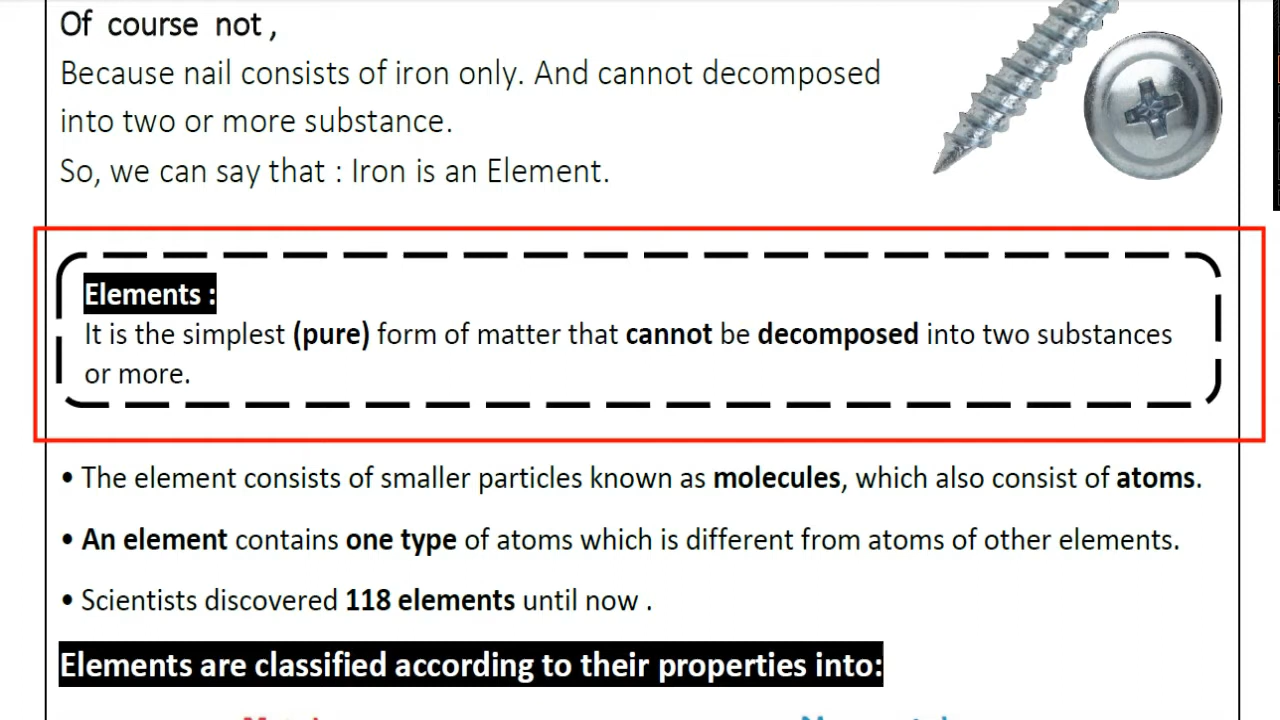 Of course not,
Because nail consists of iron only. And cannot decomposed
into two or more substance.
So, we can say that : Iron is an Element.
Elements :
It is the simplest (pure) form of matter that cannot be decomposed into two substances
or more.
• The element consists of smaller particles known as molecules, which also consist of atoms.
• An element contains one type of atoms which is different from atoms of other elements.
• Scientists discovered 118 elements until now .
Elements are classified according to their properties into: